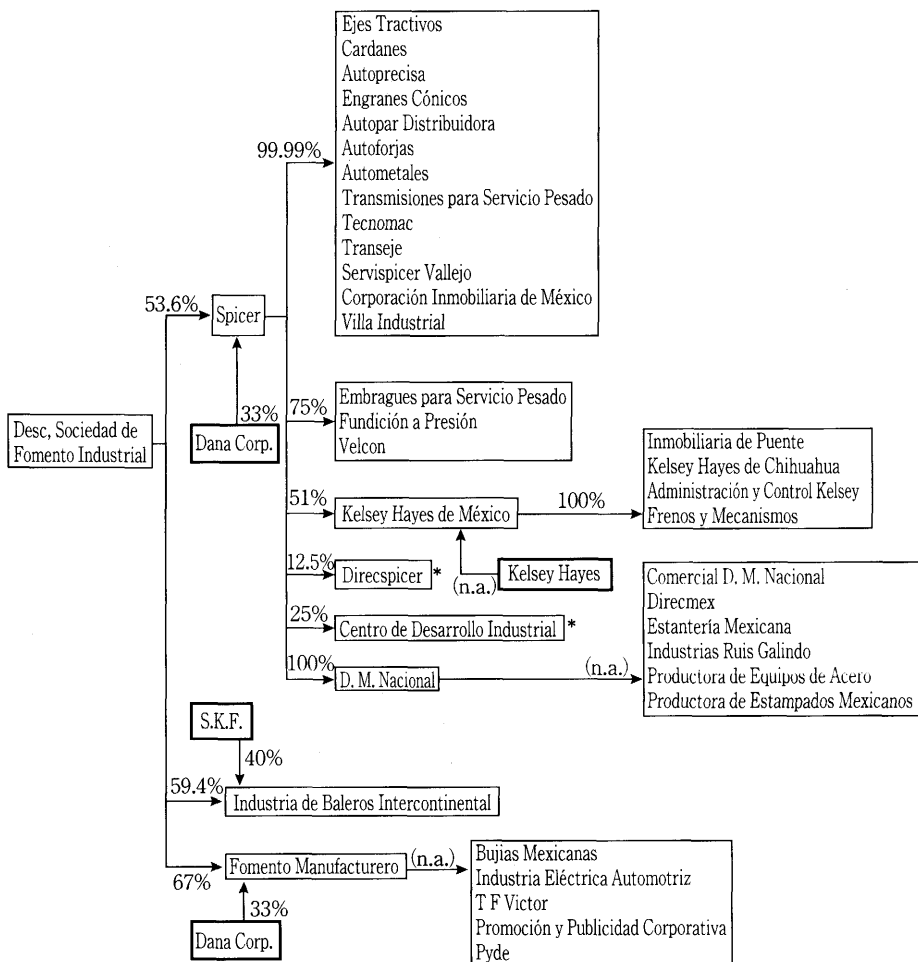 Ejes Tractivos
Cardanes
Autoprecisa
Engranes Cónicos
Autopar Distribuidora
Autoforjas
Autometales
Transmisiones para Servicio Pesado
Tecnomac
Transeje
Servispicer Vallejo
Corporación Inmobiliaria de México
Villa Industrial
99.99%
53.6%
Spicer
33%
Dana Corp.
Desc, Sociedad de
Fomento Industrial
75%
Embragues para Servicio Pesado
Fundición a Presión
Velcon
51%
Kelsey Hayes de México
100%
Inmobiliaria de Puente
Kelsey Hayes de Chihuahua
Administración y Control Kelsey
Frenos y Mecanismos
12.5%
Direcspicer *
(n.a.)
Kelsey Hayes
25%
Centro de Desarrollo Industrial *
100%
D. M. Nacional
(n.a.)
Comercial D. M. Nacional
Direcmex
Estantería Mexicana
Industrias Ruis Galindo
Productora de Equipos de Acero
Productora de Estampados Mexicanos
S.K.F.
40%
59.4%
Industria de Baleros Intercontinental
67%
Fomento Manufacturero
(n.a.)
33%
Dana Corp.
Bujias Mexicanas
Industria Eléctrica Automotriz
T F Victor
Promoción y Publicidad Corporativa
Pyde